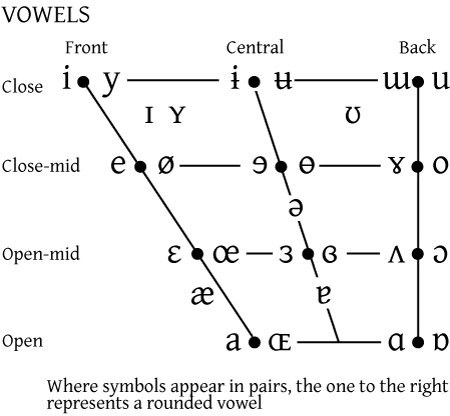 VOWELS
Front Central Back
Close i y ɨ ʉ ɯ u
ɪ ʏ ʊ
Close-mid e ø ɘ ɵ ɤ o
ə
Open-mid ɛ œ ɜ ɞ ʌ ɔ
æ ɐ
Open a ɶ ɑ ɒ
Where symbols appear in pairs, the one to the right
represents a rounded vowel